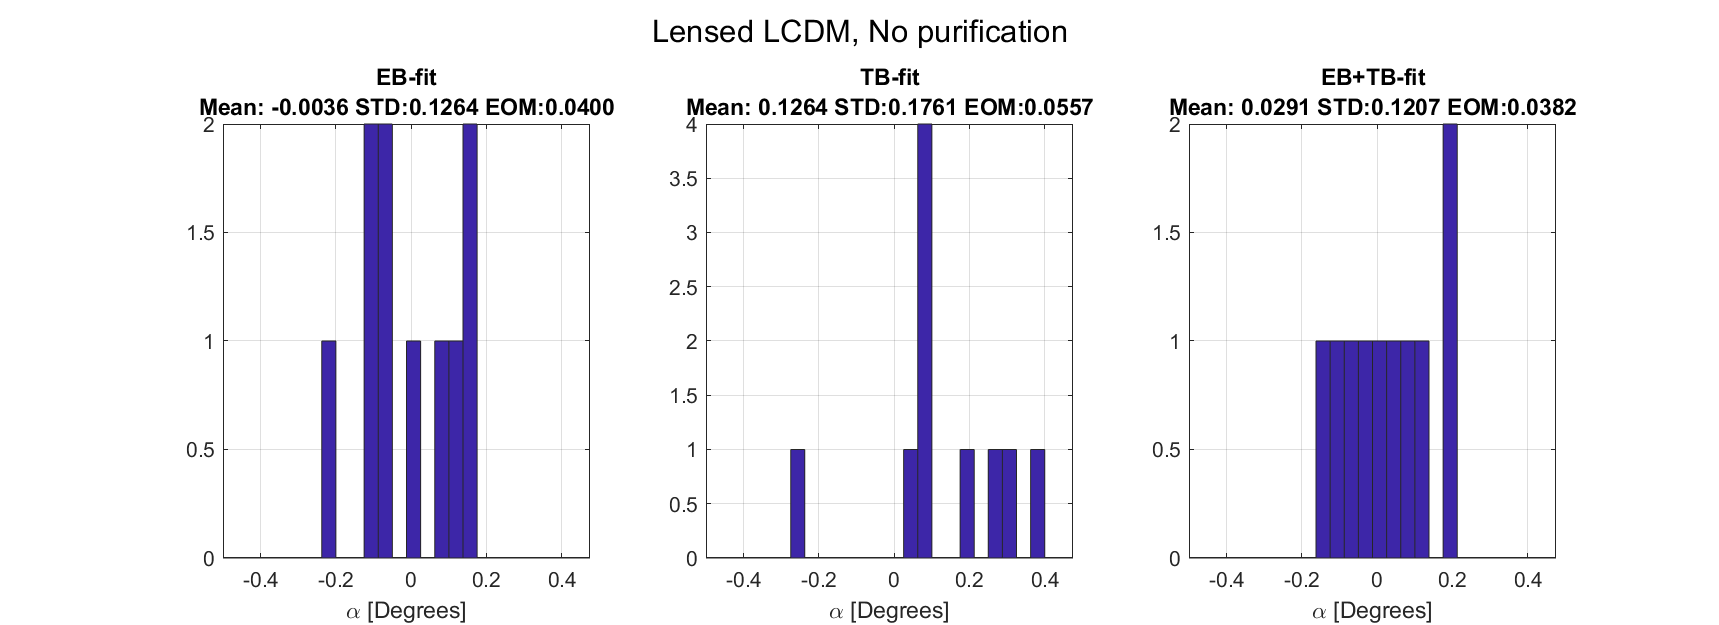 Lensed LCDM, No purification
EB-fit
Mean: -0.0036 STD:0.1264 EOM:0.0400
2
1.5
1
0.5
0
-0.4 -0.2 0 0.2 0.4
α [Degrees]
TB-fit
Mean: 0.1264 STD:0.1761 EOM:0.0557
4
3.5
3
2.5
2
1.5
1
0.5
0
-0.4 -0.2 0 0.2 0.4
α [Degrees]
EB+TB-fit
Mean: 0.0291 STD:0.1207 EOM:0.0382
2
1.5
1
0.5
0
-0.4 -0.2 0 0.2 0.4
α [Degrees]